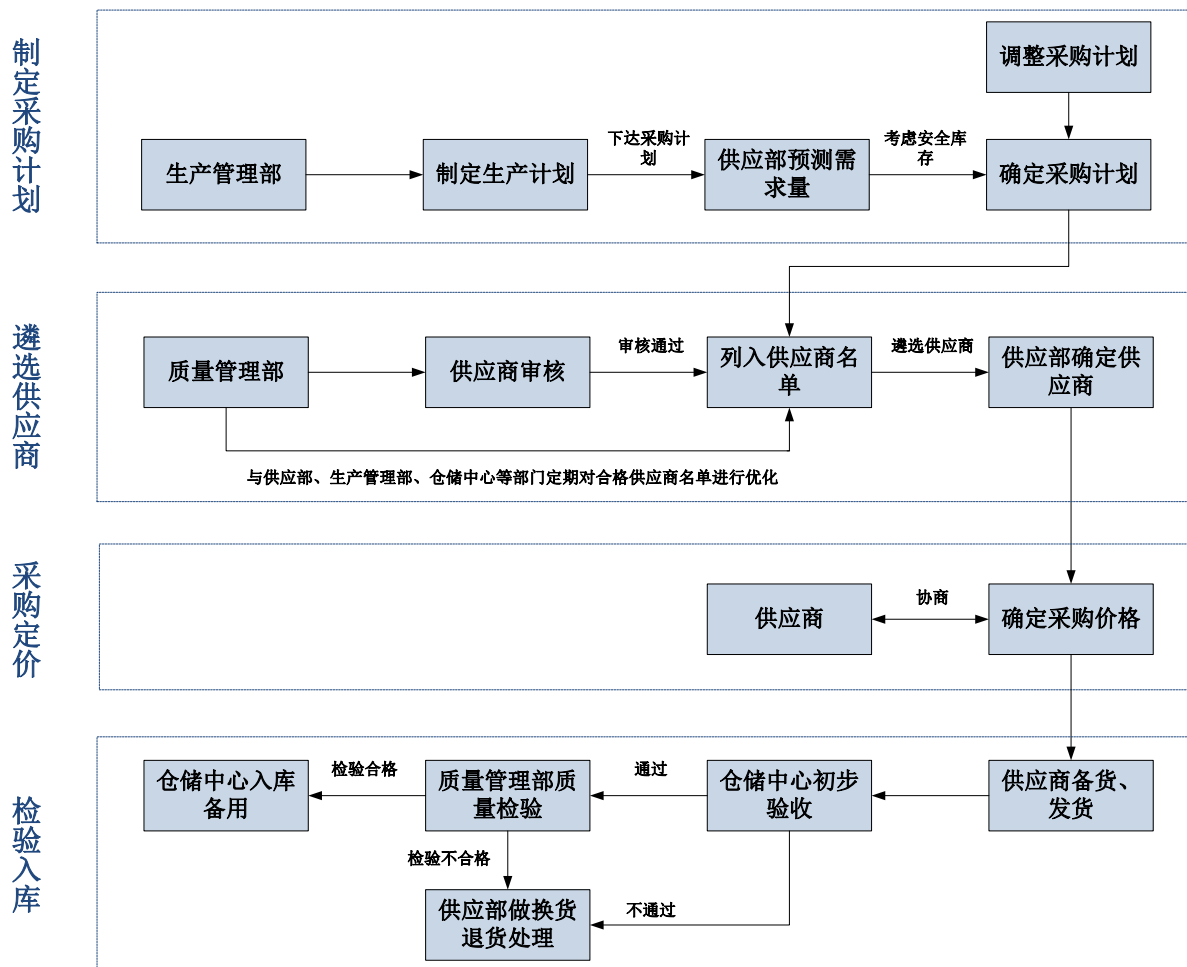 制定采购计划
调整采购计划
生产管理部
制定生产计划
下达采购计
划
供应部预测需
求量
考虑安全库
存
确定采购计划
遴选供应商
质量管理部
供应商审核
审核通过
列入供应商名
单
遴选供应商
供应部确定供
应商
与供应部、生产管理部、仓储中心等部门定期对合格供应商名单进行优化
采购定价
供应商
协商
确定采购价格
检验入库
仓储中心入库
备用
检验合格
质量管理部质
量检验
通过
仓储中心初步
验收
供应商备货、
发货
检验不合格
供应部做换货
退货处理
不通过